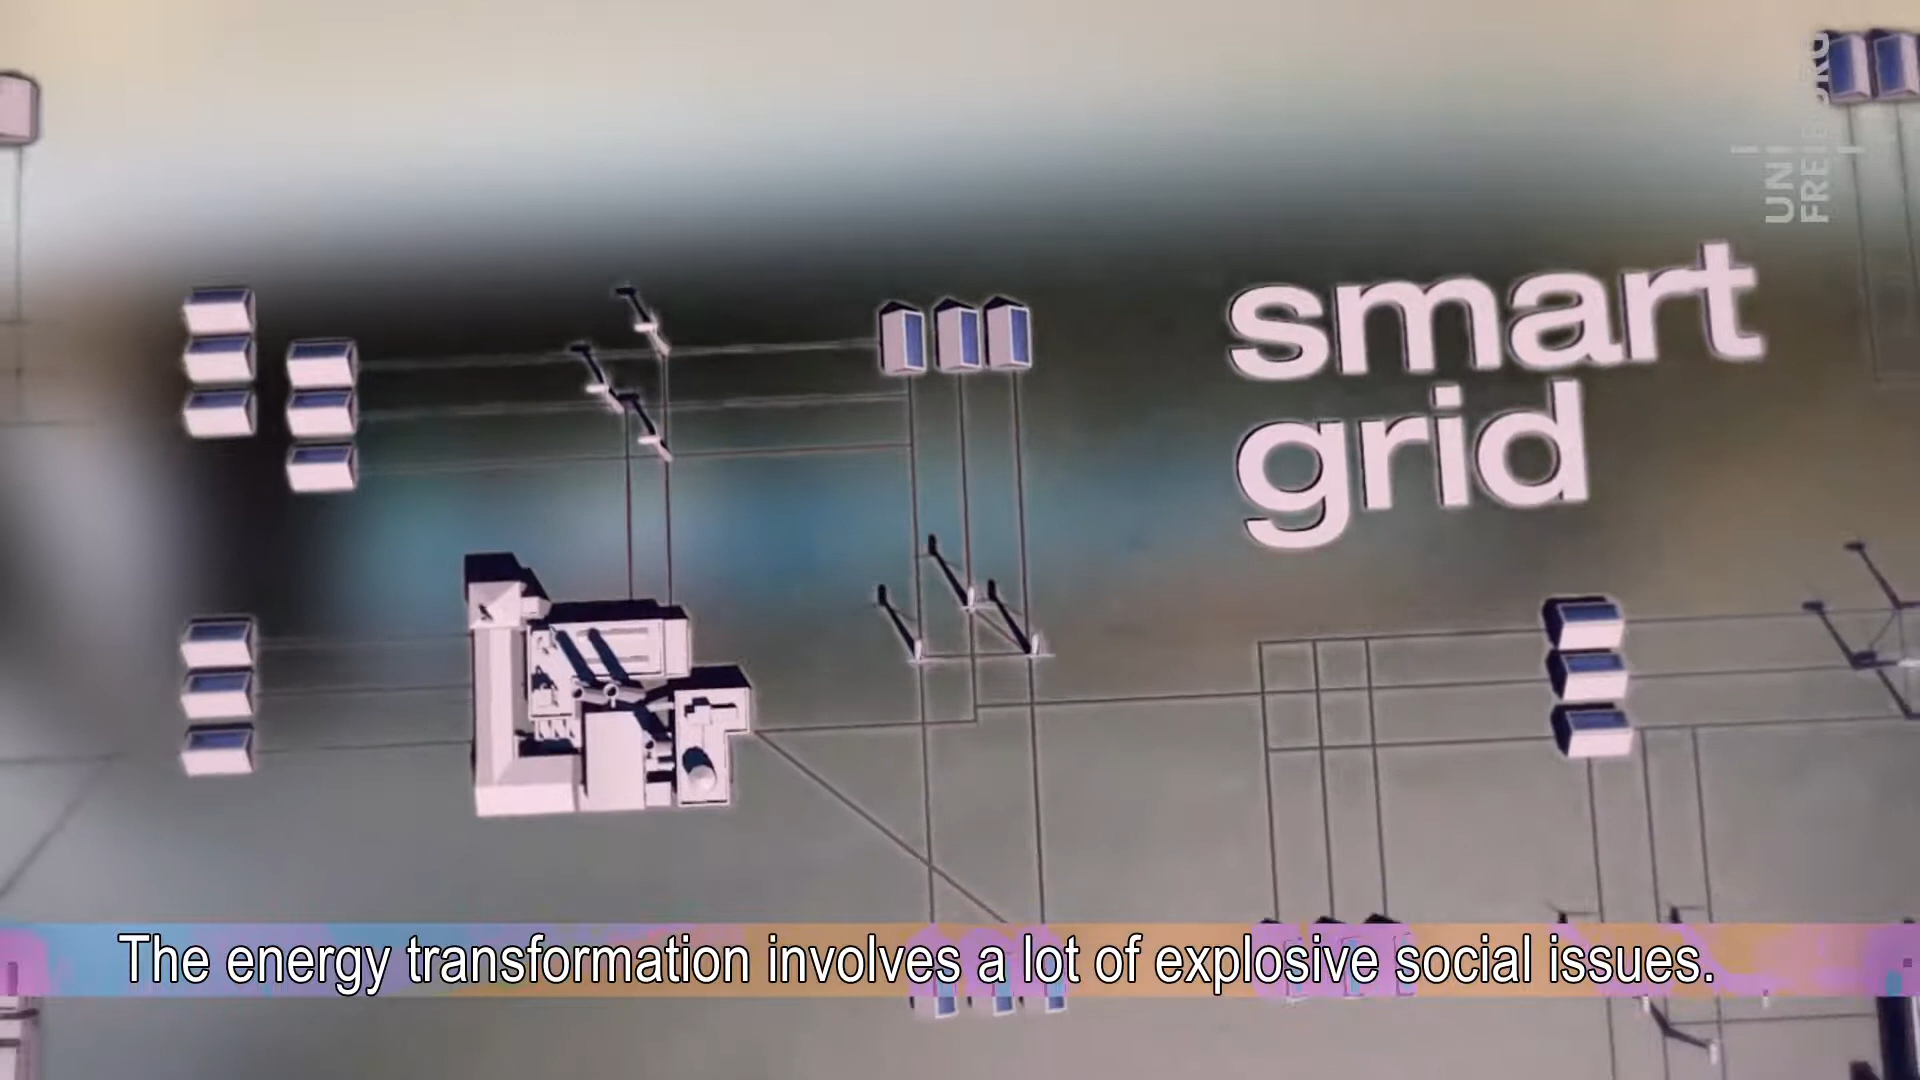 UNI
FREIBURG
smart
grid
The energy transformation involves a lot of explosive social issues.